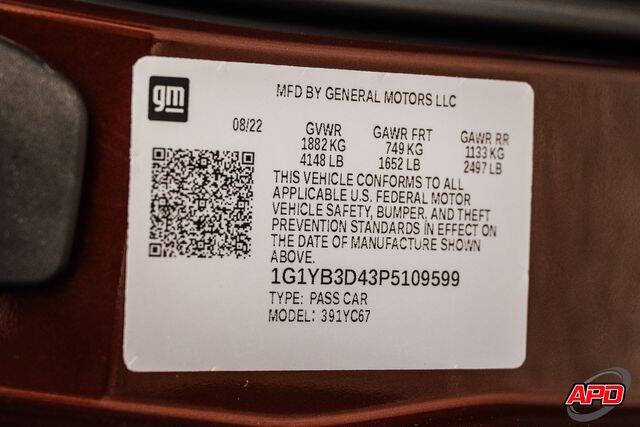 gm
MFD BY GENERAL MOTORS LLC
08/22 GVWR GAWR FRT GAWR RR
1882 KG 749 KG 1133 KG
4148 LB 1652 LB 2497 LB
THIS VEHICLE CONFORMS TO ALL
APPLICABLE U.S. FEDERAL MOTOR
VEHICLE SAFETY, BUMPER, AND THEFT
PREVENTION STANDARDS IN EFFECT ON
THE DATE OF MANUFACTURE SHOWN
ABOVE.
1G1YB3D43P5109599
TYPE: PASS CAR
MODEL: 391YC67
APD